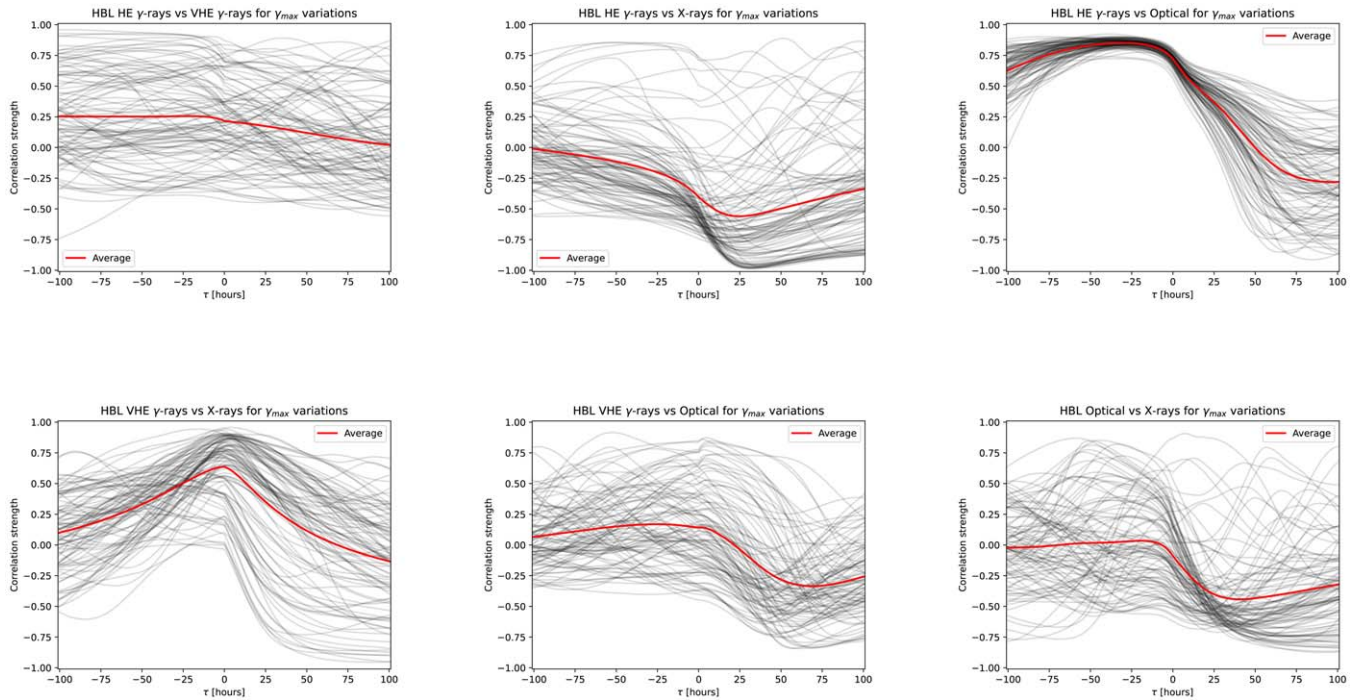 HBL HE γ-rays vs VHE γ-rays for γmax variations
1.00
0.75
0.50
0.25
0.00
−0.25
−0.50
−0.75
−1.00
Correlation strength
Average
−100 −75 −50 −25 0 25 50 75 100
τ [hours]
HBL HE γ-rays vs X-rays for γmax variations
1.00
0.75
0.50
0.25
0.00
−0.25
−0.50
−0.75
−1.00
Correlation strength
Average
−100 −75 −50 −25 0 25 50 75 100
τ [hours]
HBL HE γ-rays vs Optical for γmax variations
1.00
0.75
0.50
0.25
0.00
−0.25
−0.50
−0.75
−1.00
Correlation strength
Average
−100 −75 −50 −25 0 25 50 75 100
τ [hours]
HBL VHE γ-rays vs X-rays for γmax variations
1.00
0.75
0.50
0.25
0.00
−0.25
−0.50
−0.75
−1.00
Correlation strength
Average
−100 −75 −50 −25 0 25 50 75 100
τ [hours]
HBL VHE γ-rays vs Optical for γmax variations
1.00
0.75
0.50
0.25
0.00
−0.25
−0.50
−0.75
−1.00
Correlation strength
Average
−100 −75 −50 −25 0 25 50 75 100
τ [hours]
HBL Optical vs X-rays for γmax variations
1.00
0.75
0.50
0.25
0.00
−0.25
−0.50
−0.75
−1.00
Correlation strength
Average
−100 −75 −50 −25 0 25 50 75 100
τ [hours]